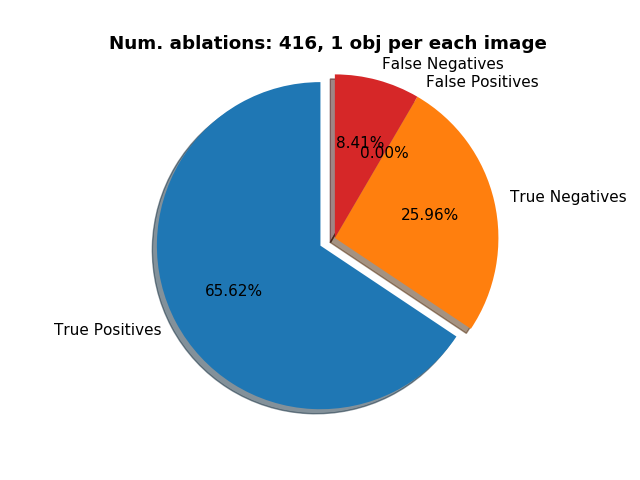 Num. ablations: 416, 1 obj per each image
False Negatives
False Positives
8.41%
0.00%
True Negatives
25.96%
65.62%
True Positives